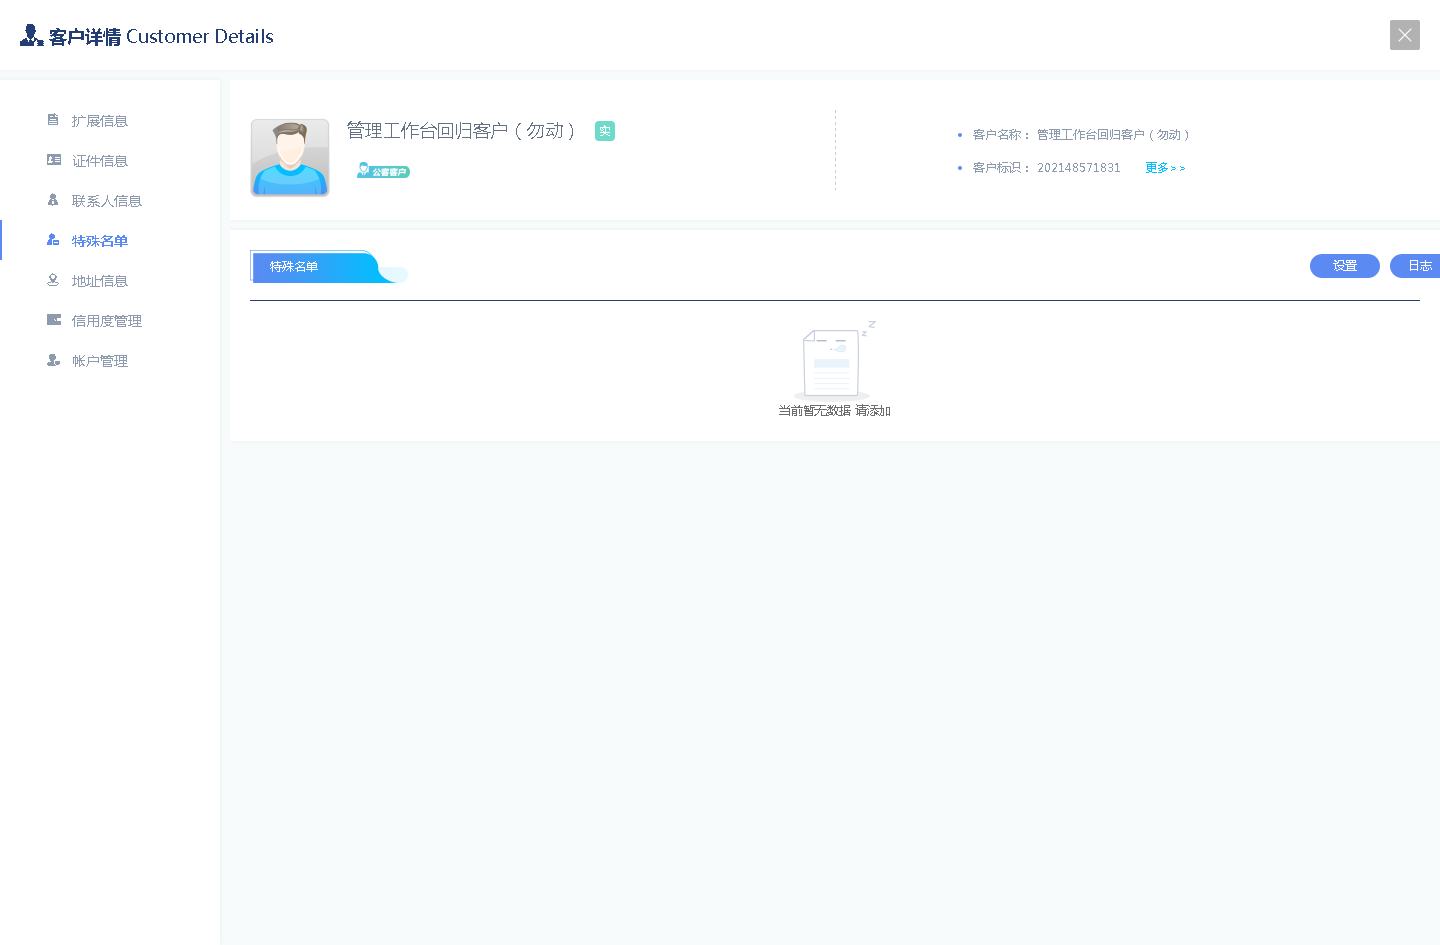 客户详情 Customer Details
扩展信息
证件信息
联系人信息
特殊名单
地址信息
信用度管理
帐户管理
管理工作台回归客户（勿动） 实
公客客户
客户名称： 管理工作台回归客户（勿动）
客户标识： 202148571831 更多>>
特殊名单
设置
日志
当前暂无数据 请添加